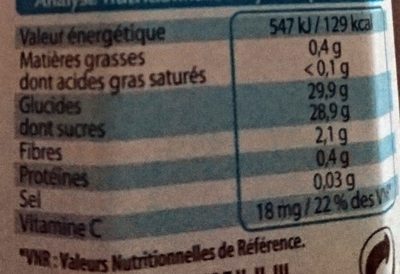 Valeur énergétique 547 kJ / 129 kcal
Matières grasses 0,4 g
dont acides gras saturés <0,1 g
Glucides 29,9 g
dont sucres 28,9 g
Fibres 2,1 g
Protéines 0,4 g
Sel 0,03 g
Vitamine C 18 mg / 22 % des V
*VNR : Valeurs Nutritionnelles de Référence.